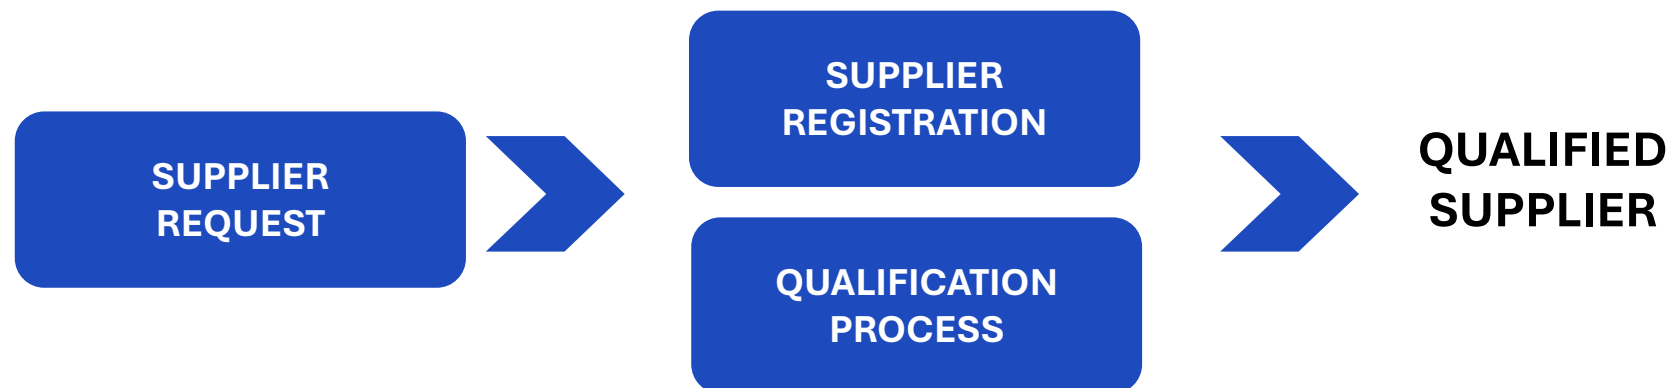 SUPPLIER
REQUEST
SUPPLIER
REGISTRATION
QUALIFICATION
PROCESS
QUALIFIED
SUPPLIER